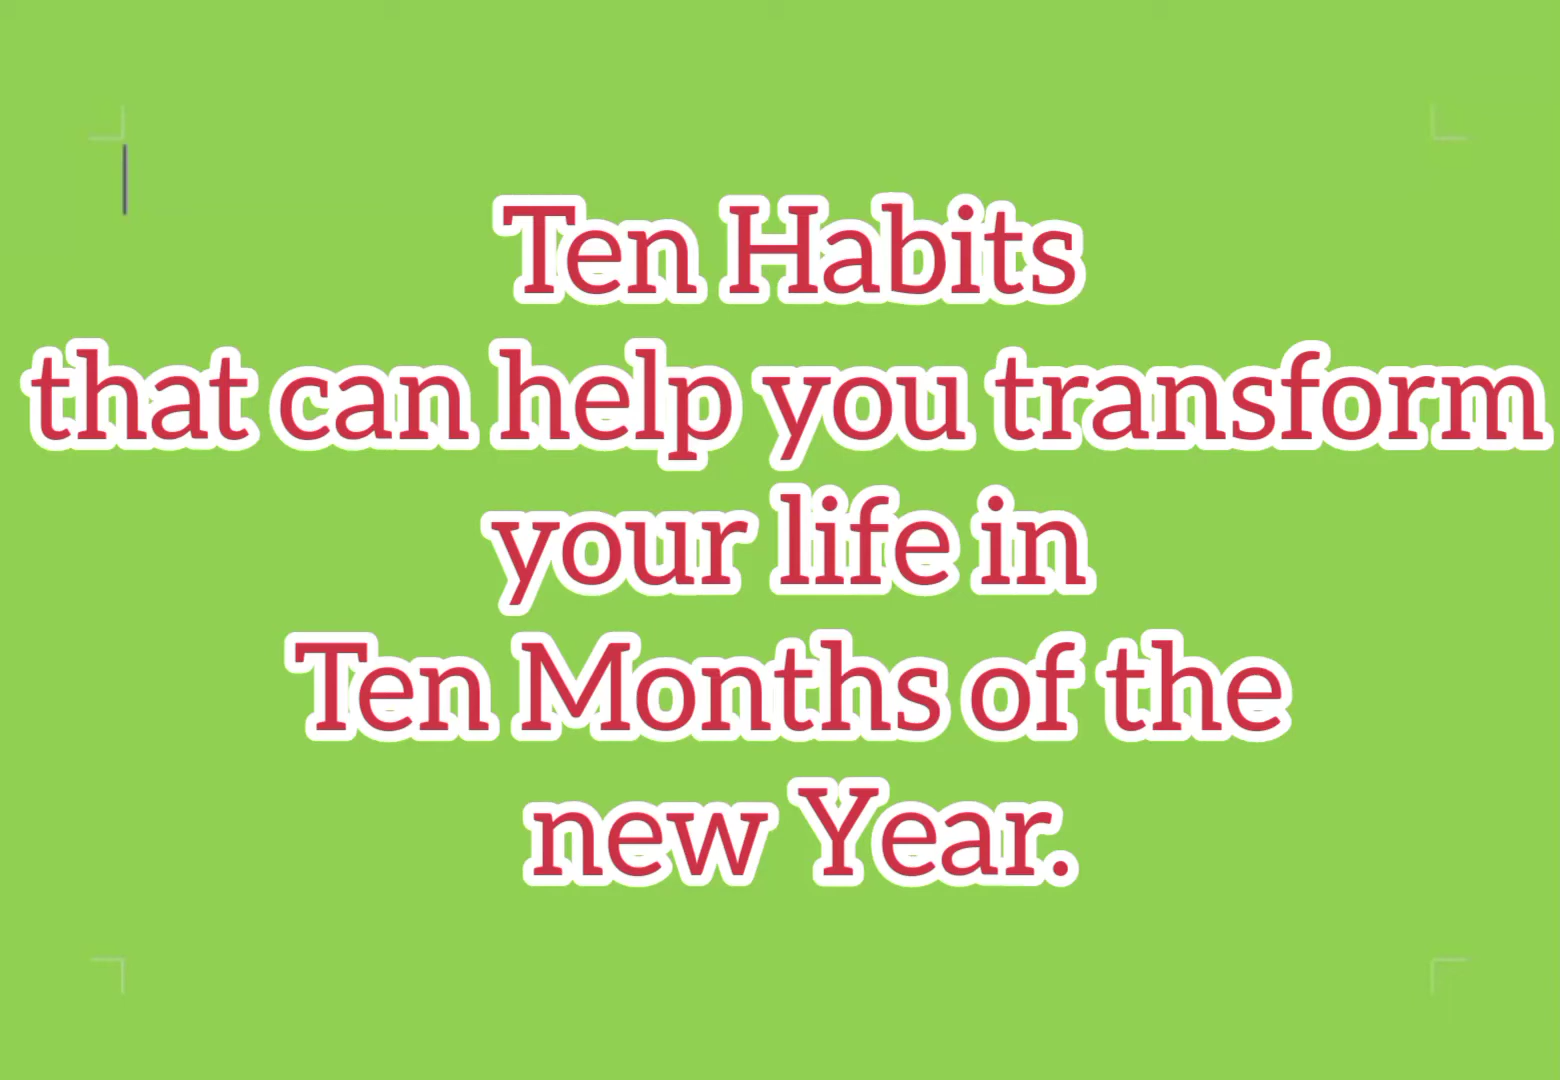 Ten Habits
that can help you transform
your life in
Ten Months of the
new Year.